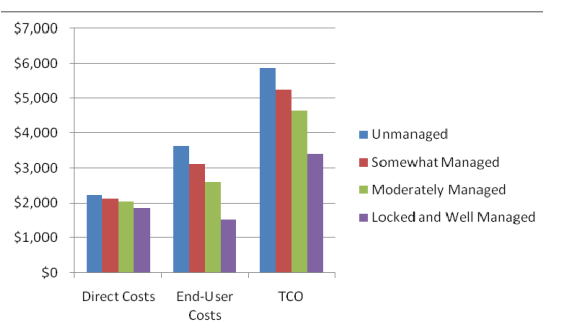 $7,000
$6,000
$5,000
$4,000
$3,000
$2,000
$1,000
$0
Direct Costs
End-User
Costs
TCO
Unmanaged
Somewhat Managed
Moderately Managed
Locked and Well Managed